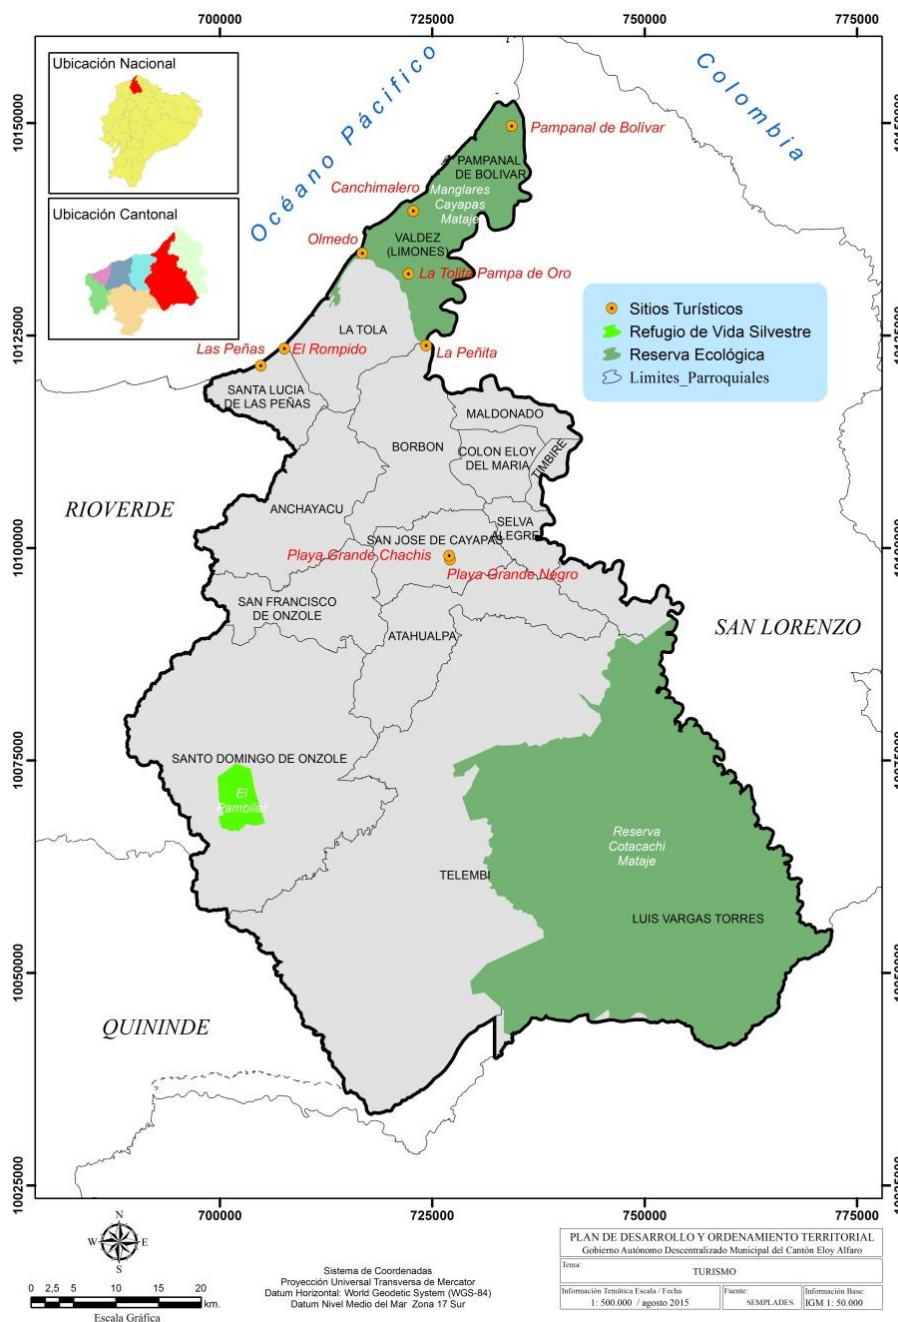 700000
725000
750000
775000
Ubicación Nacional
Ubicación Cantonal
Océano Pácífico
Colombia
10150000
10150000
Pampanal de Bolivar
PAMPANAL
DE BOLIVAR
Canchimalero
Manglares
Cayapas
Mataje
Olmedo
VALDEZ
(LIMONES)
La Tolita Pampa de Oro
Sitios Turísticos
Refugio de Vida Silvestre
Reserva Ecológica
Limites_Parroquiales
LA TOLA
10125000
10125000
Las Peñas
El Rompido
La Peñita
SANTA LUCIA
DE LAS PEÑAS
MALDONADO
BORBON
COLON ELOY
DEL MARIA
TIMBIRE
RIOVERDE
ANCHAYACU
SELVA
ALEGRE
SAN JOSE DE CAYAPAS
10100000
10100000
Playa Grande Chachis
Playa Grande Negro
SAN FRANCISCO
DE ONZOLE
SAN LORENZO
ATAHUALPA
10075000
10075000
SANTO DOMINGO DE ONZOLE
El
Pambilar
Reserva
Cotacachi
Mataje
TELEMBI
LUIS VARGAS TORRES
10050000
10050000
QUININDE
10025000
10025000
700000
725000
750000
775000
N
W
E
S
0 2,5 5 10 15 20
km.
Escala Gráfica
Sistema de Coordenadas
Proyección Universal Transversa de Mercator
Datum Horizontal: World Geodetic System (WGS-84)
Datum Nivel Medio del Mar Zona 17 Sur
PLAN DE DESARROLLO Y ORDENAMIENTO TERRITORIAL
Gobierno Autónomo Descentralizado Municipal del Cantón Eloy Alfaro
Tema:
TURISMO
Información Temática Escala / Fecha
1: 500.000 / agosto 2015
Fuente:
SEMPLADES
Información Base:
IGM 1: 50.000